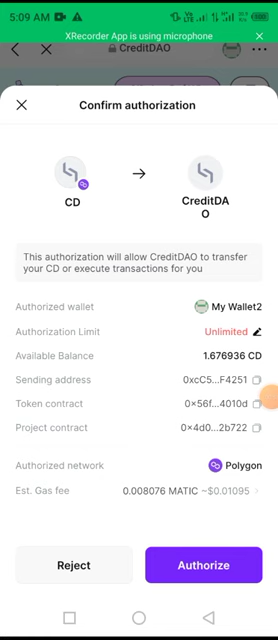 5:09 AM
XRecorder App is using microphone
CreditDAO
Confirm authorization
CD
CreditDA
O
This authorization will allow CreditDAO to transfer
your CD or execute transactions for you
Authorized wallet My Wallet2
Authorization Limit Unlimited
Available Balance 1.676936 CD
Sending address 0xcC5...F4251
Token contract 0x56f...4010d
Project contract 0x4d0...2b722
Authorized network Polygon
Est. Gas fee 0.008076 MATIC ~$0.01095
Reject
Authorize